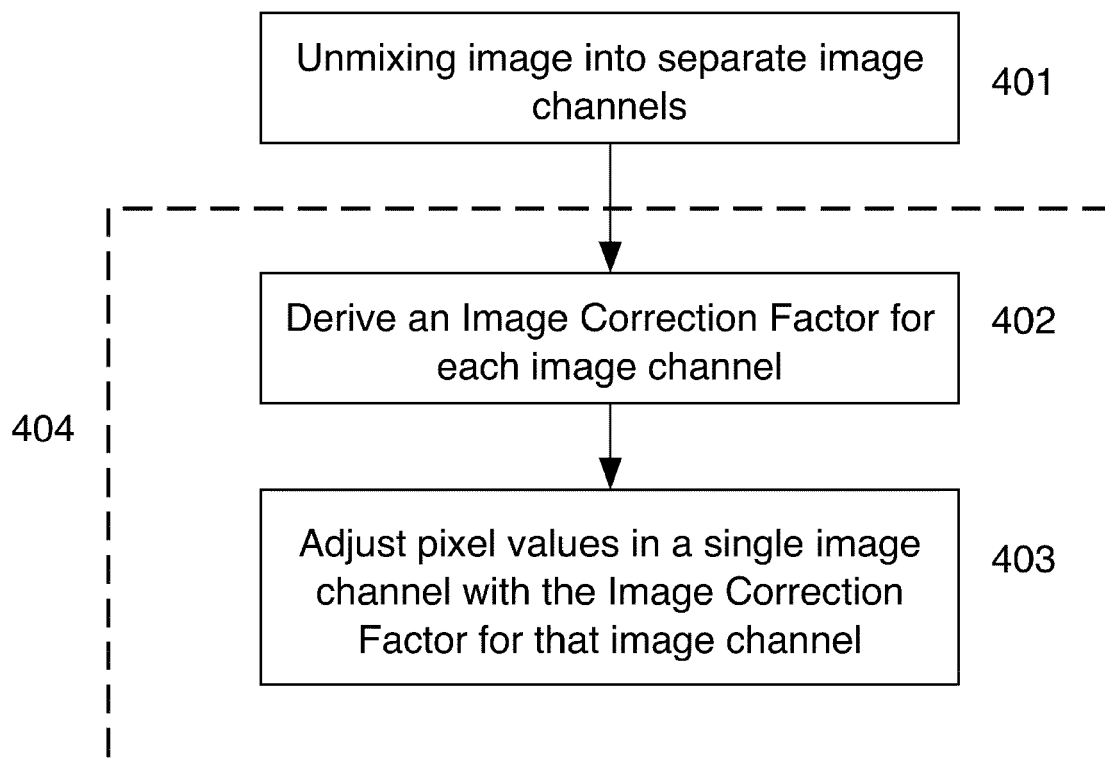 Unmixing image into separate image
channels
401
Derive an Image Correction Factor for
each image channel
402
404
Adjust pixel values in a single image
channel with the Image Correction
Factor for that image channel
403